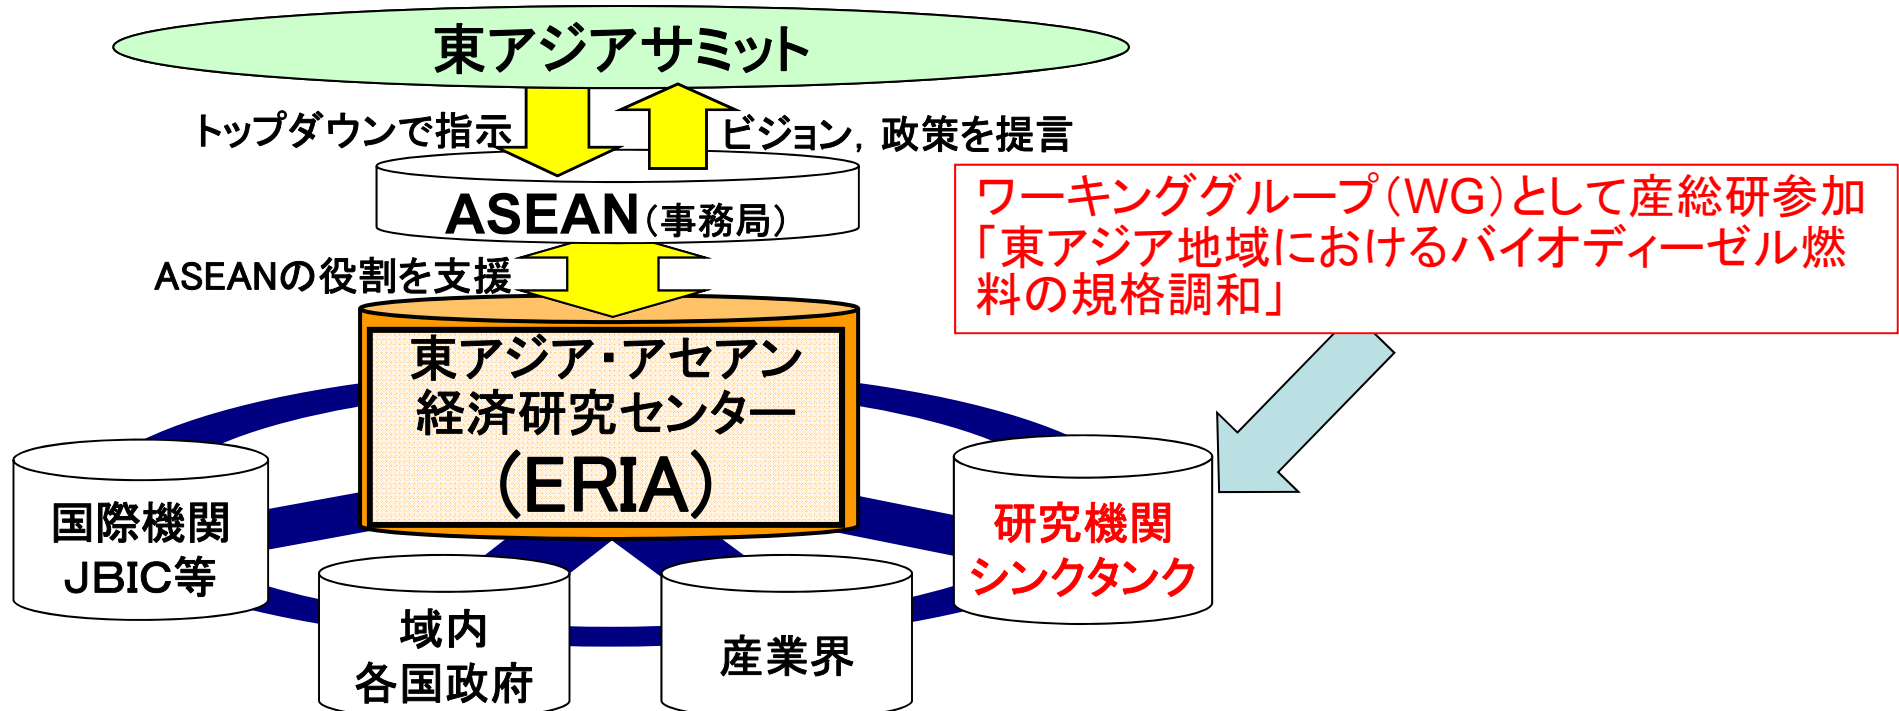 東アジアサミット
トップダウンで指示
ビジョン，政策を提言
ASEAN（事務局）
ワーキンググループ（WG）として産総研参加
「東アジア地域におけるバイオディーゼル燃
料の規格調和」
ASEANの役割を支援
東アジア・アセアン
経済研究センター
（ERIA）
国際機関
JBIC等
域内
各国政府
産業界
研究機関
シンクタンク